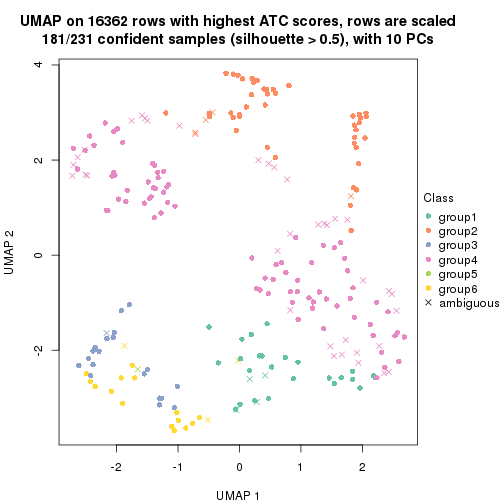 UMAP on 16362 rows with highest ATC scores, rows are scaled
181/231 confident samples (silhouette > 0.5), with 10 PCs
4
2
0
-2
UMAP 2
-2
-1
0
1
2
UMAP 1
Class
group1
group2
group3
group4
group5
group6
ambiguous